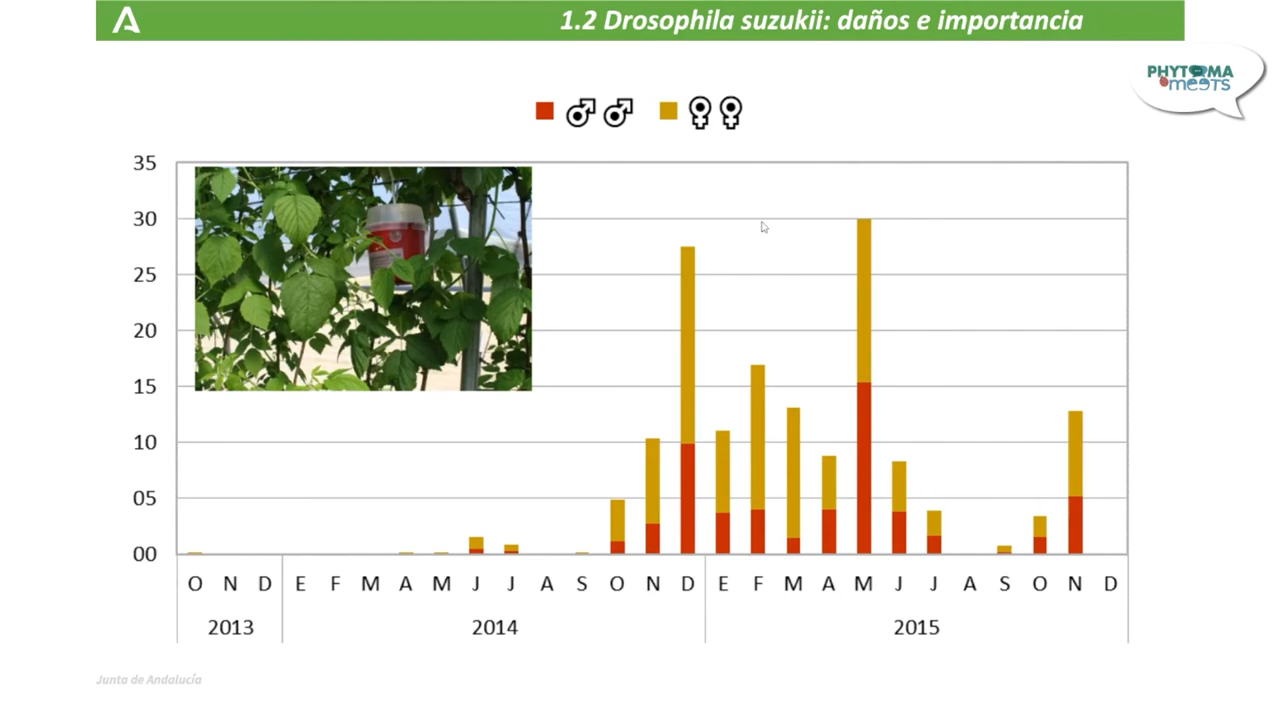 1.2 Drosophila suzukii: daños e importancia
PHYTOMA
meets
♂♂ ♀♀
35
30
25
20
15
10
05
00
O N D E F M A M J J A S O N D E F M A M J J A S O N D
2013 2014 2015
Junta de Andalucía